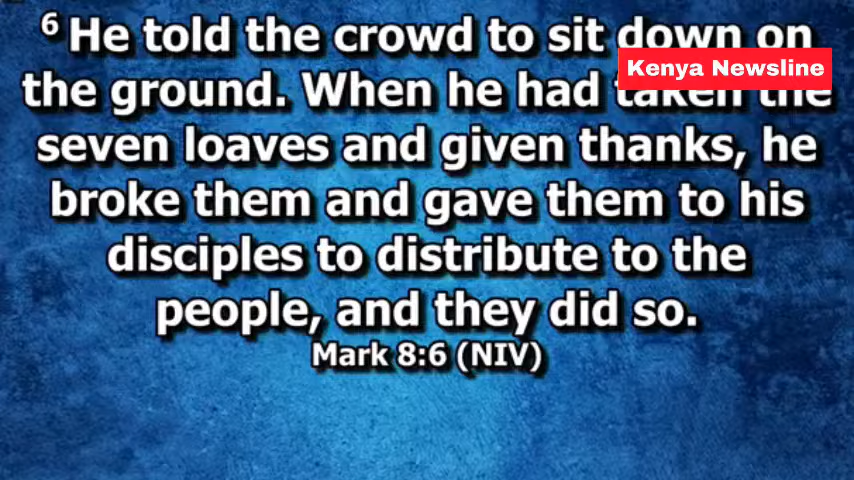 6 He told the crowd to sit down on
Kenya Newsline
the ground. When he had taken the
seven loaves and given thanks, he
broke them and gave them to his
disciples to distribute to the
people, and they did so.
Mark 8:6 (NIV)